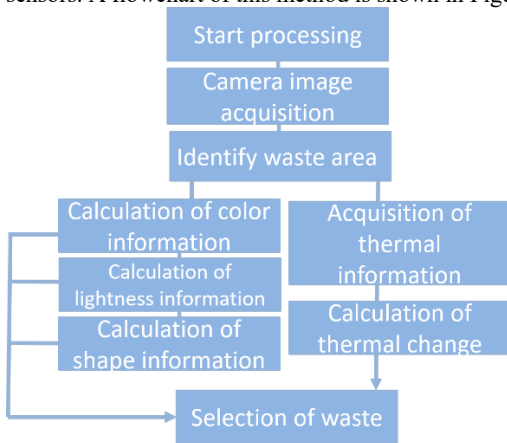 sensors. A flowchart of this method is shown in Figu
Start processing
Camera image
acquisition
Identify waste area
Calculation of color
information
Calculation of
lightness information
Calculation of
shape information
Acquisition of
thermal
information
Calculation of
thermal change
Selection of waste